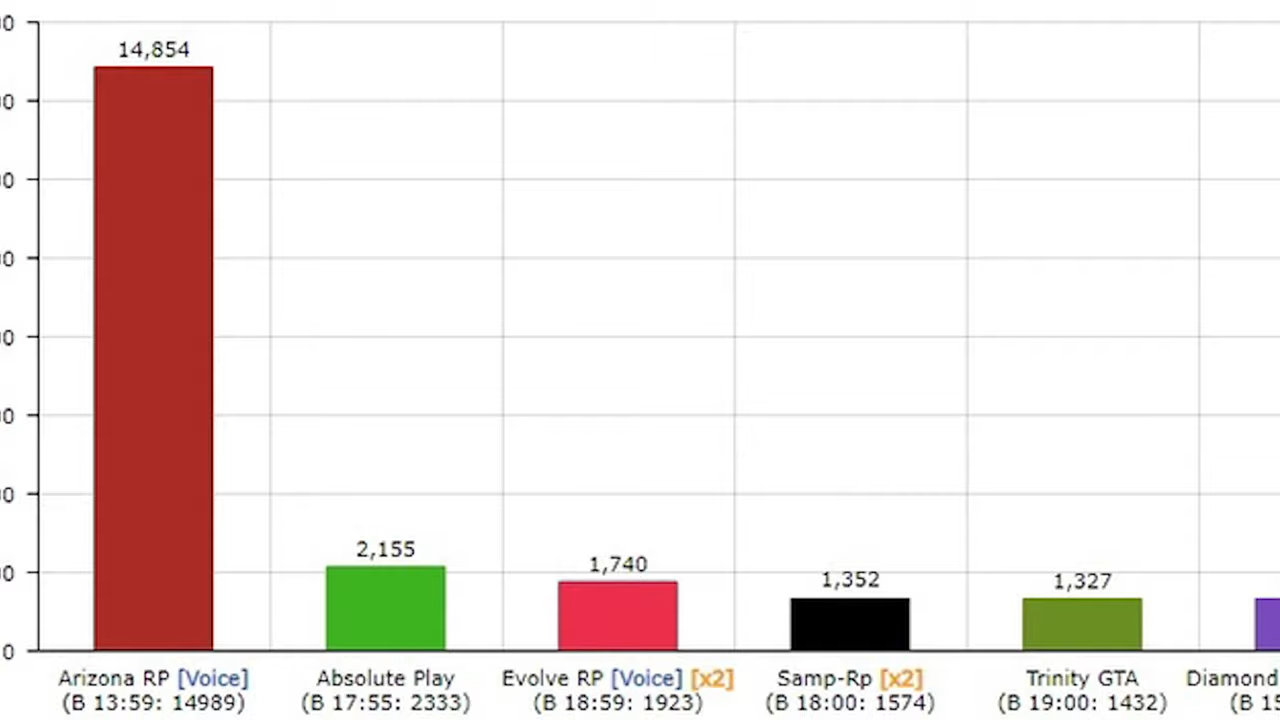 14,854
2,155
1,740
1,352
1,327
0
Arizona RP [Voice]
(В 13:59: 14989)
Absolute Play
(В 17:55: 2333)
Evolve RP [Voice] [x2]
(В 18:59: 1923)
Samp-Rp [x2]
(В 18:00: 1574)
Trinity GTA
(В 19:00: 1432)
Diamond